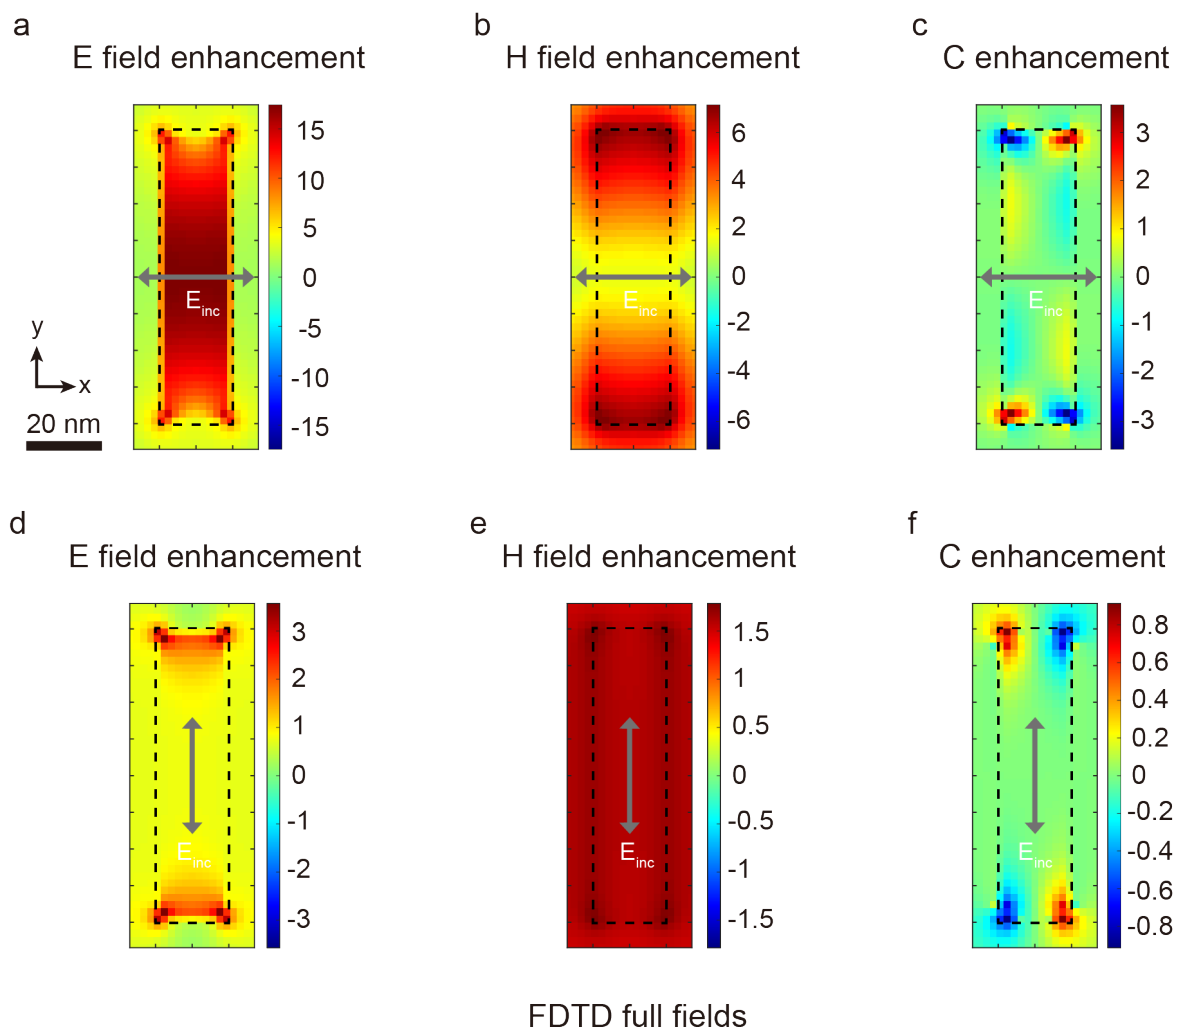 a
E field enhancement
15
10
5
0
-5
-10
-15
E inc
y
x
20 nm
b
H field enhancement
6
4
2
0
-2
-4
-6
E inc
c
C enhancement
3
2
1
0
-1
-2
-3
E inc
d
E field enhancement
3
2
1
0
-1
-2
-3
E inc
e
H field enhancement
1.5
1
0.5
0
-0.5
-1
-1.5
E inc
f
C enhancement
0.8
0.6
0.4
0.2
0
-0.2
-0.4
-0.6
-0.8
E inc
FDTD full fields